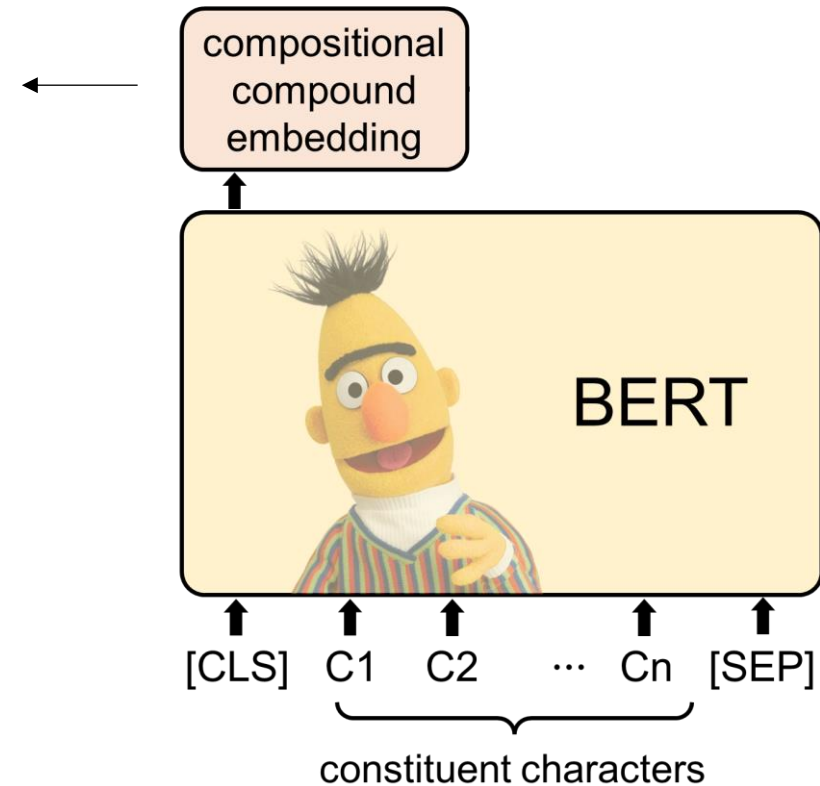 compositional
compound
embedding
BERT
[CLS] C1 C2 ... Cn [SEP]
constituent characters